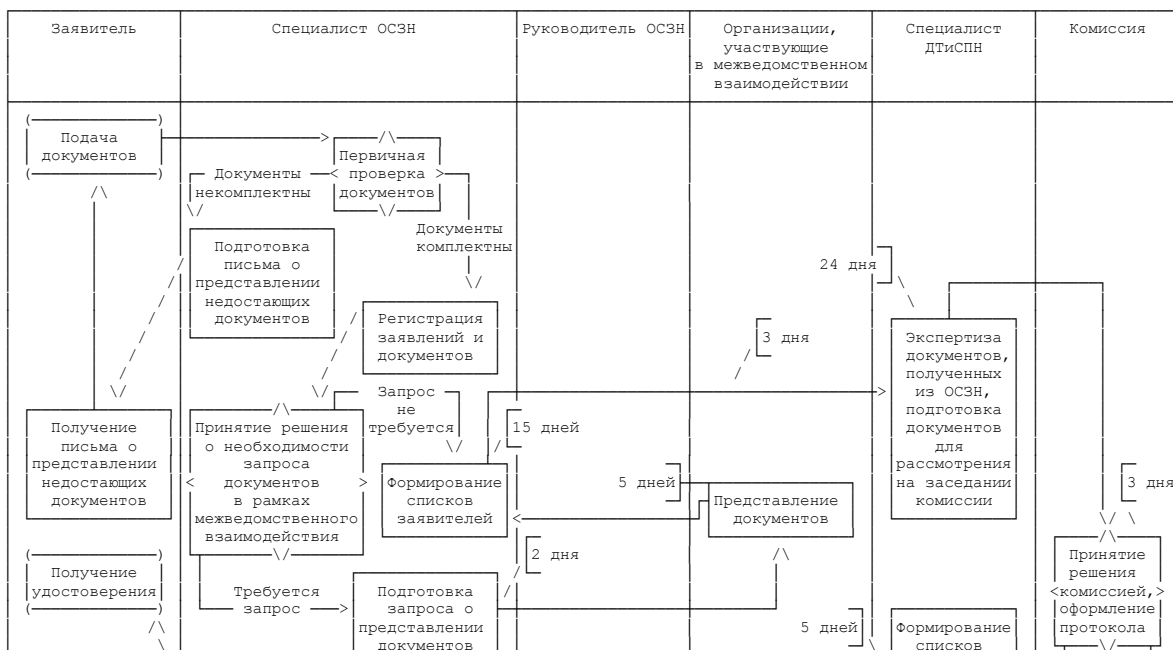 Заявитель
Специалист ОСЗН
Руководитель ОСЗН
Организации,
участвующие
в межведомственном
взаимодействии
Специалист
ДТиСПН
Комиссия
Подача
документов
Первичная
проверка
документов
Документы
некомплектны
Документы
комплектны
Подготовка
письма о
представлении
недостающих
документов
24 дня
Регистрация
заявлений и
документов
3 дня
Экспертиза
документов,
полученных
из ОСЗН,
подготовка
документов
для
рассмотрения
на заседании
комиссии
Запрос
не
требуется
15 дней
Получение
письма о
представлении
недостающих
документов
Принятие решения
о необходимости
запроса
документов
в рамках
межведомственного
взаимодействия
Формирование
списков
заявителей
5 дней
Представление
документов
3 дня
2 дня
Принятие
решения
комиссией,
оформление
протокола
Получение
удостоверения
Требуется
запрос
Подготовка
запроса о
представлении
документов
5 дней
Формирование
списков